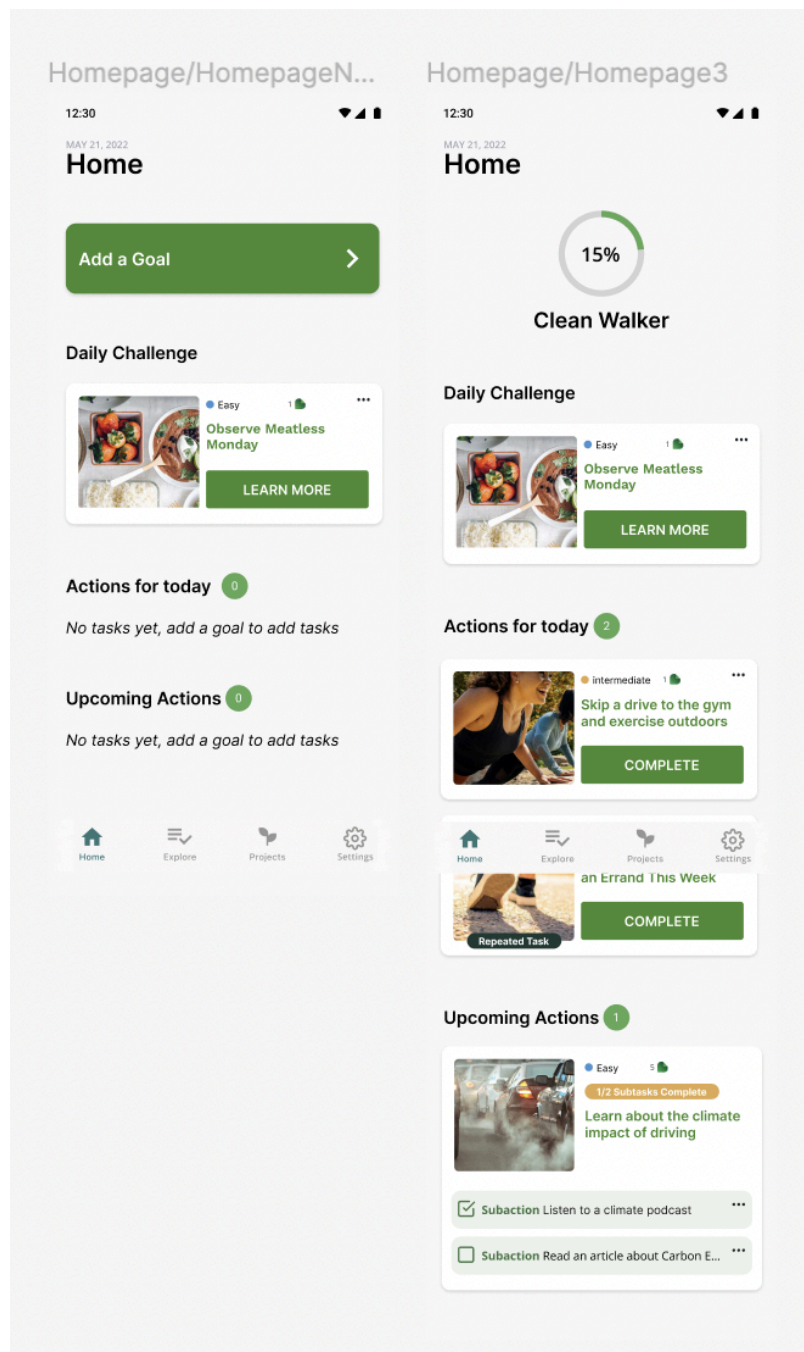 Homepage/HomepageN...
12:30
MAY 21, 2022
Home
Add a Goal
Daily Challenge
Easy 1
Observe Meatless
Monday
LEARN MORE
Actions for today 0
No tasks yet, add a goal to add tasks
Upcoming Actions 0
No tasks yet, add a goal to add tasks
Home Explore Projects Settings
Homepage/Homepage3
12:30
MAY 21, 2022
Home
15%
Clean Walker
Daily Challenge
Easy 1
Observe Meatless
Monday
LEARN MORE
Actions for today 2
intermediate 1
Skip a drive to the gym
and exercise outdoors
COMPLETE
Home Explore Projects Settings
an Errand This Week
COMPLETE
Repeated Task
Upcoming Actions 1
Easy 5
1/2 Subtasks Complete
Learn about the climate
impact of driving
Subaction Listen to a climate podcast
Subaction Read an article about Carbon E...